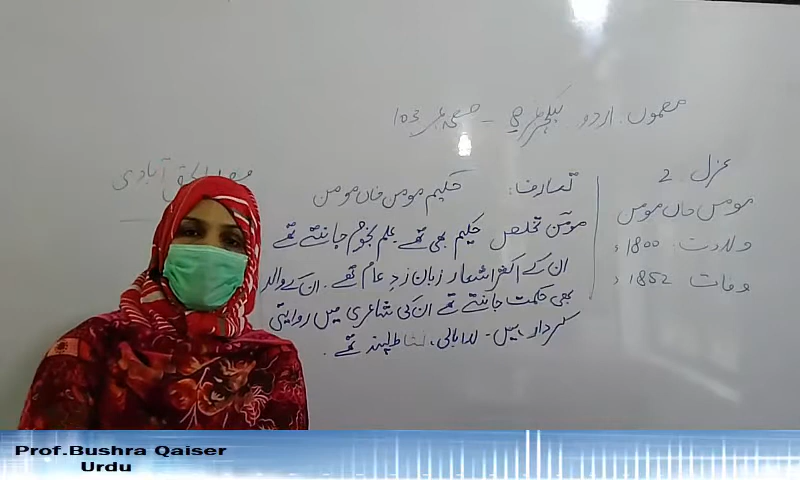 مضمون: اردو لیکچر نمبر - صفحہ نمبر 103
آبادی
غزل 2
مومن خاں مومن
ولادت 1800ء
وفات 1852ء
تعارف: حکیم مومن خاں مومن
مومن تخلص حکیم بھی تھے۔ علم نجوم جانتے تھے
ان کے اکثر اشعار زبان زدِ عام تھے۔ ان کے والد
بھی حکمت جانتے تھے ان کی شاعری میں روایتی
کردار ہیں۔ لاابالی، نشاط پسند تھے۔
Prof.Bushra Qaiser
Urdu